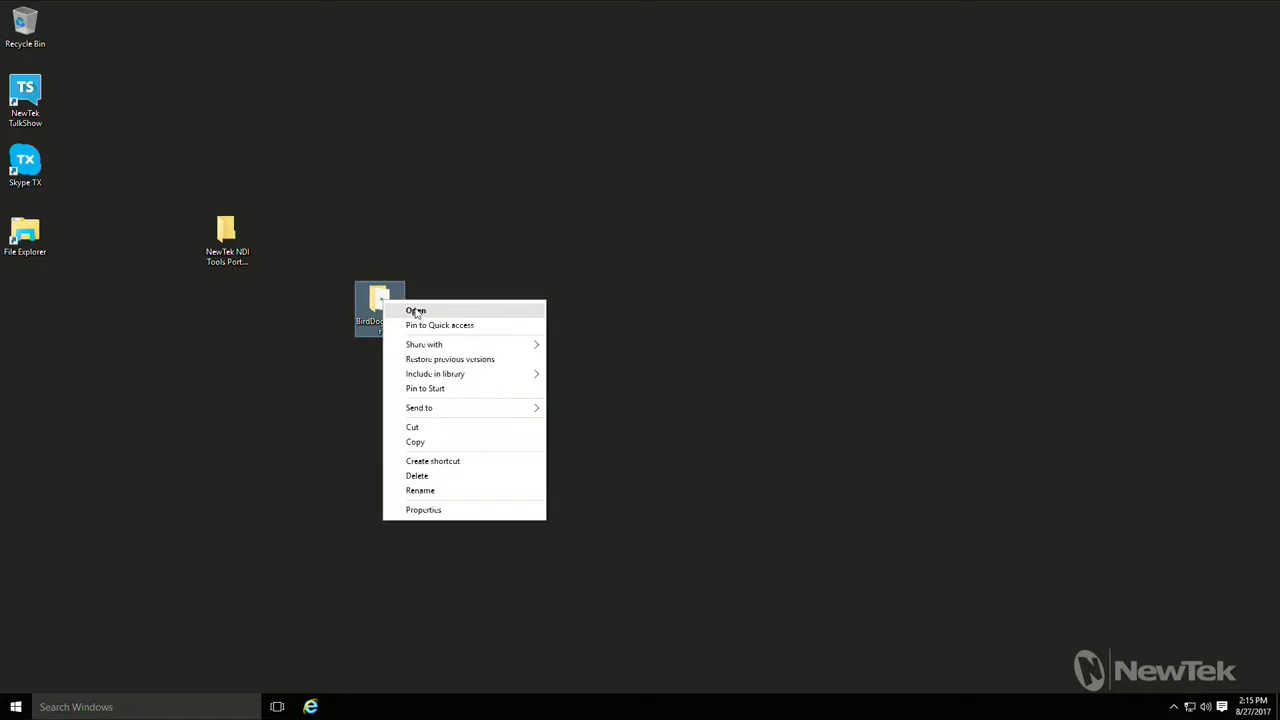 Recycle Bin
TS
NewTek
TalkShow
TX
Skype TX
File Explorer
NewTek NDI
Tools Port...
Open
Pin to Quick access
Share with
Restore previous versions
Include in library
Pin to Start
Send to
Cut
Copy
Create shortcut
Delete
Rename
Properties
NewTek
Search Windows
2:15 PM
8/27/2017